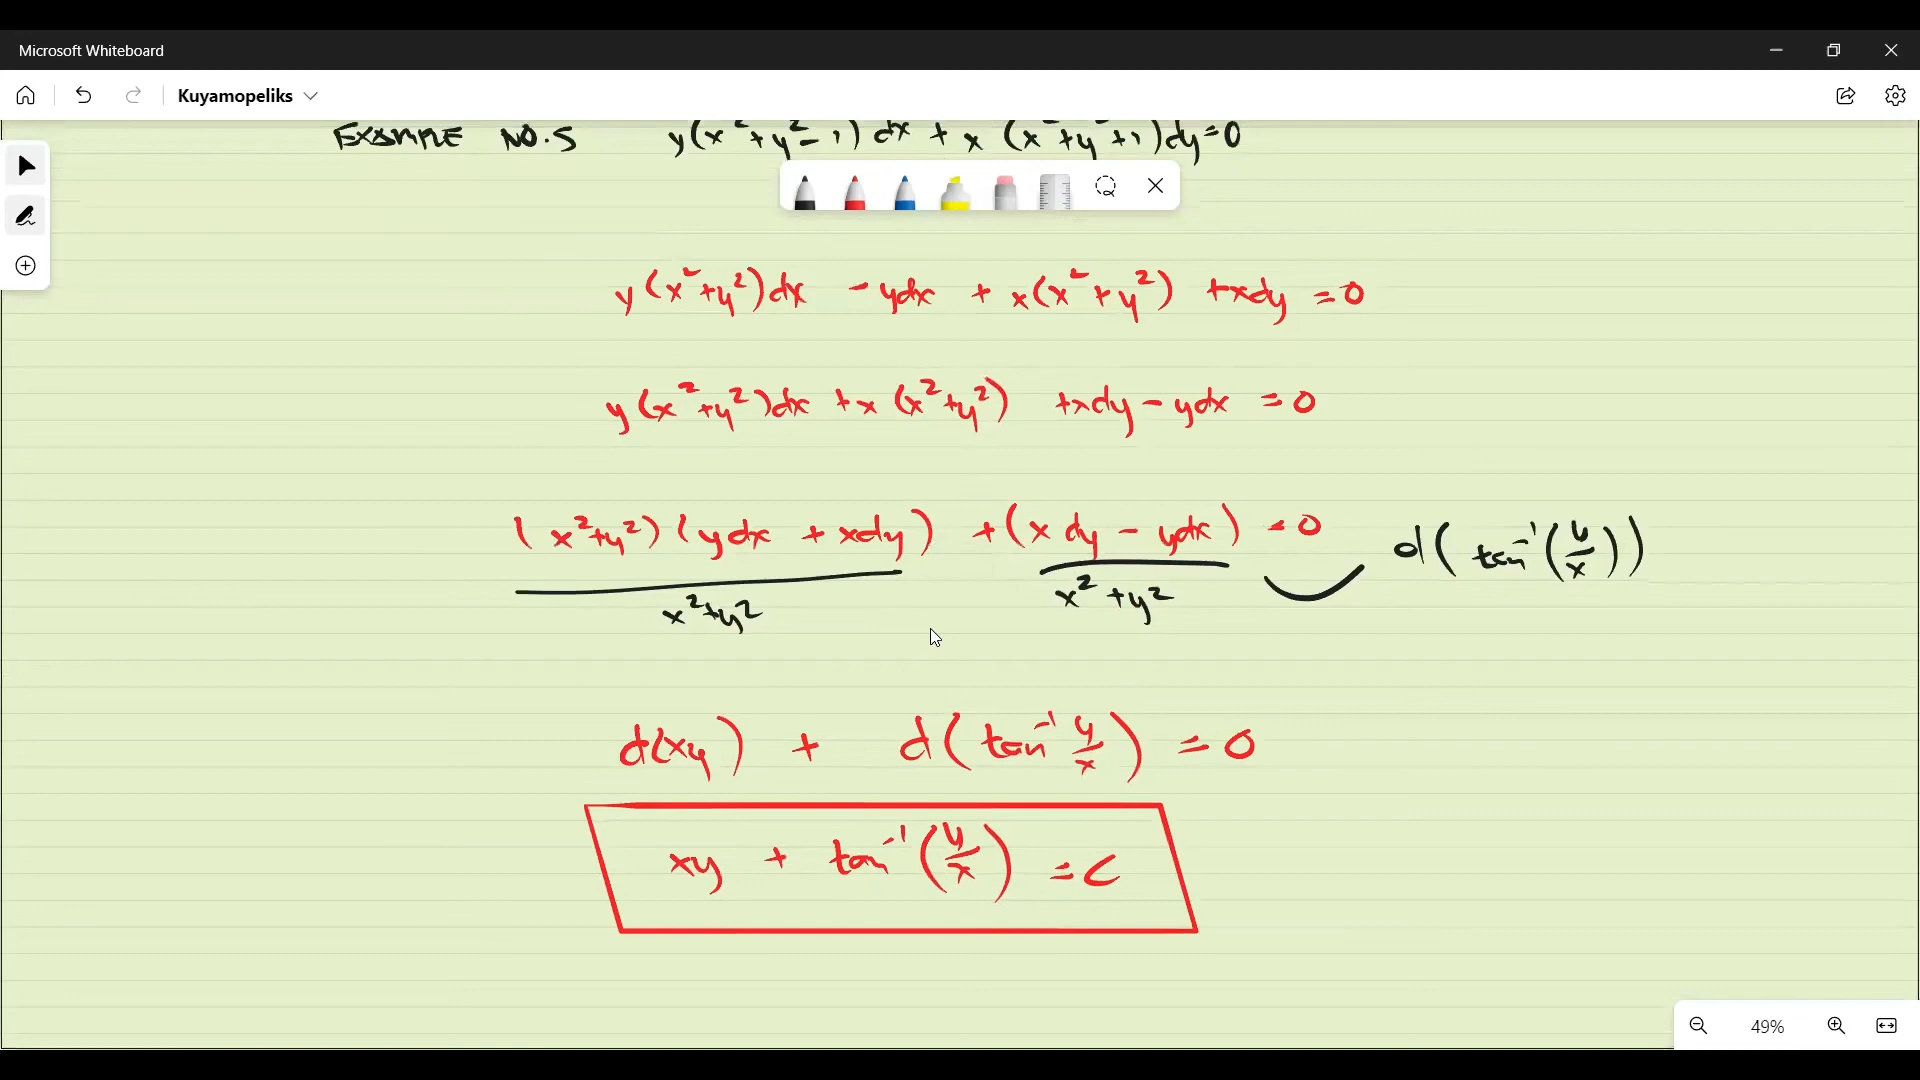 Microsoft Whiteboard
Kuyamopeliks
EXAMPLE NO. 5 y(x²+y²-1)dx + x(x²+y²+1)dy=0
y(x²+y²)dx -ydx + x(x²+y²) +xdy =0
y(x²+y²)dx +x(x²+y²) +xdy-ydx =0
(x²+y²)(ydx + xdy) +(x dy - ydx) =0 d(tan⁻¹(y/x))
x²+y² x²+y²
d(xy) + d(tan⁻¹ y/x) =0
xy + tan⁻¹(y/x) =C
49%